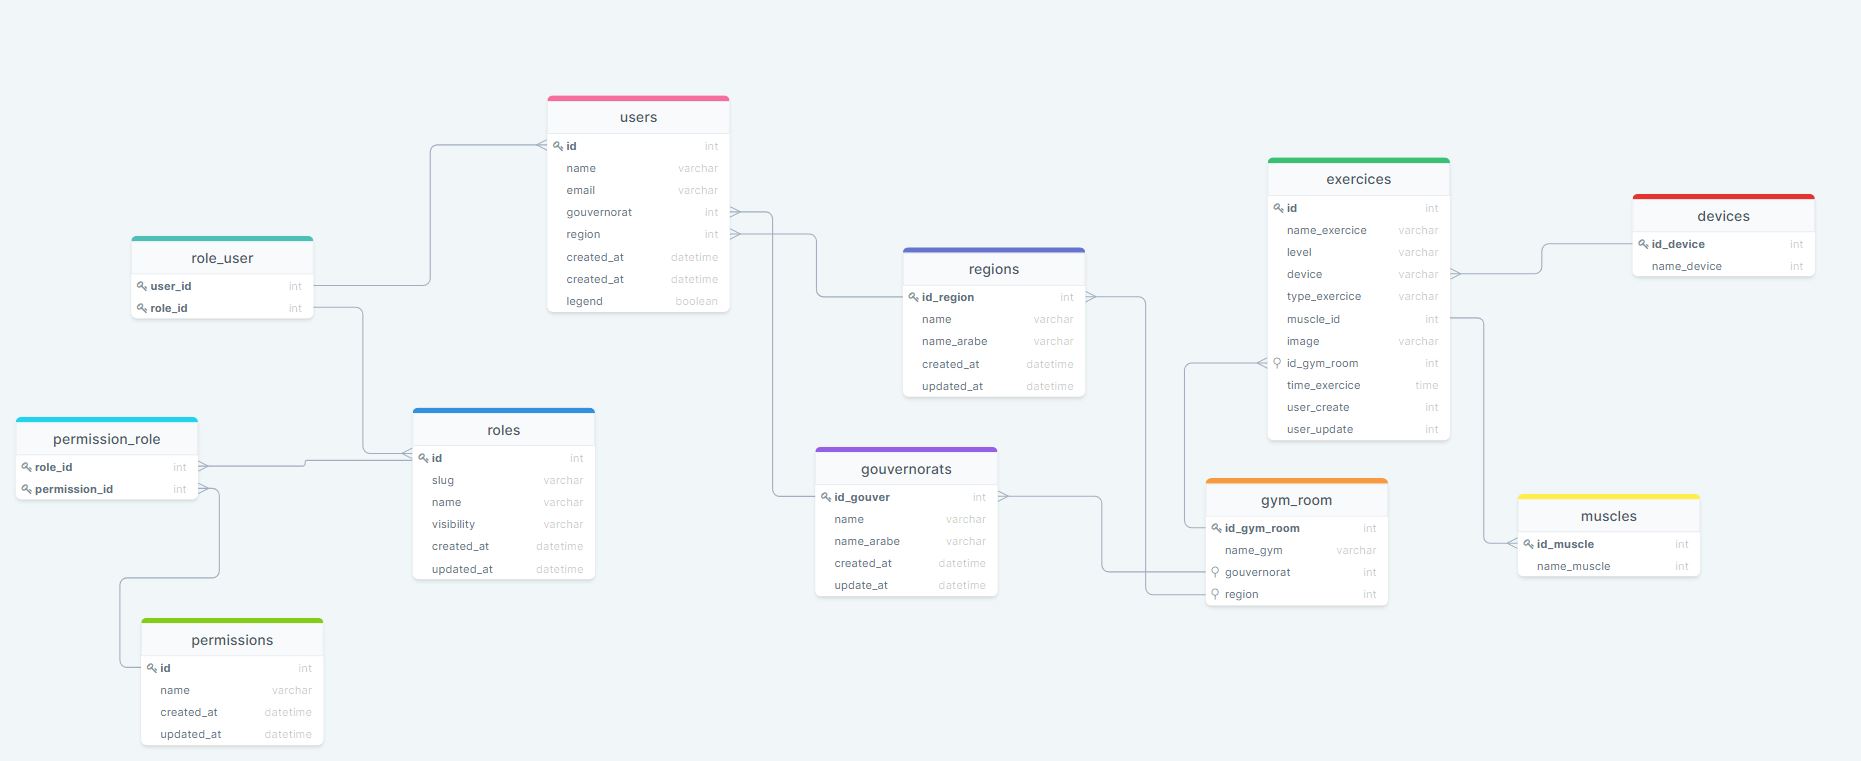 users
id int
name varchar
email varchar
gouvernorat int
region int
created_at datetime
created_at datetime
legend boolean
role_user
user_id int
role_id int
permission_role
role_id int
permission_id int
roles
id int
slug varchar
name varchar
visibility varchar
created_at datetime
updated_at datetime
permissions
id int
name varchar
created_at datetime
updated_at datetime
regions
id_region int
name varchar
name_arabe varchar
created_at datetime
updated_at datetime
gouvernorats
id_gouver int
name varchar
name_arabe varchar
created_at datetime
update_at datetime
exercices
id int
name_exercice varchar
level varchar
device varchar
type_exercice varchar
muscle_id int
image varchar
id_gym_room int
time_exercice time
user_create int
user_update int
gym_room
id_gym_room int
name_gym varchar
gouvernorat int
region int
devices
id_device int
name_device int
muscles
id_muscle int
name_muscle int